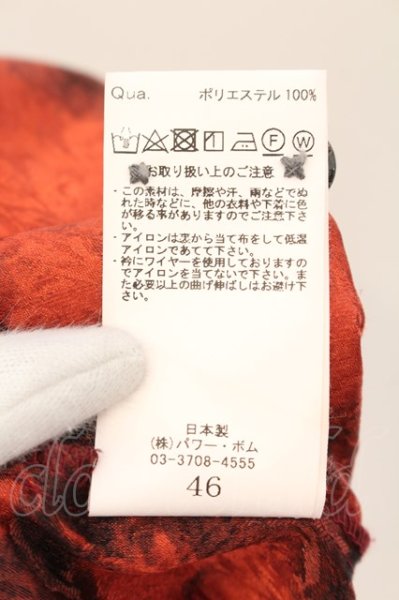 Qua. ポリエステル 100%
お取り扱い上のご注意
・この素材は、摩擦や汗、雨などでぬ
れた時などに、他の衣料や下着に色
が移る事がありますのでご注意下さ
い。
・アイロンは必ず裏から当て布をして低温
アイロンであてて下さい。
・衿にワイヤーを使用しておりますの
でアイロンを当てないで下さい。ま
た必要以上の曲げ伸ばしはお避け下
さい。
日本製
(株)パワー・ボム
03-3708-4555
46